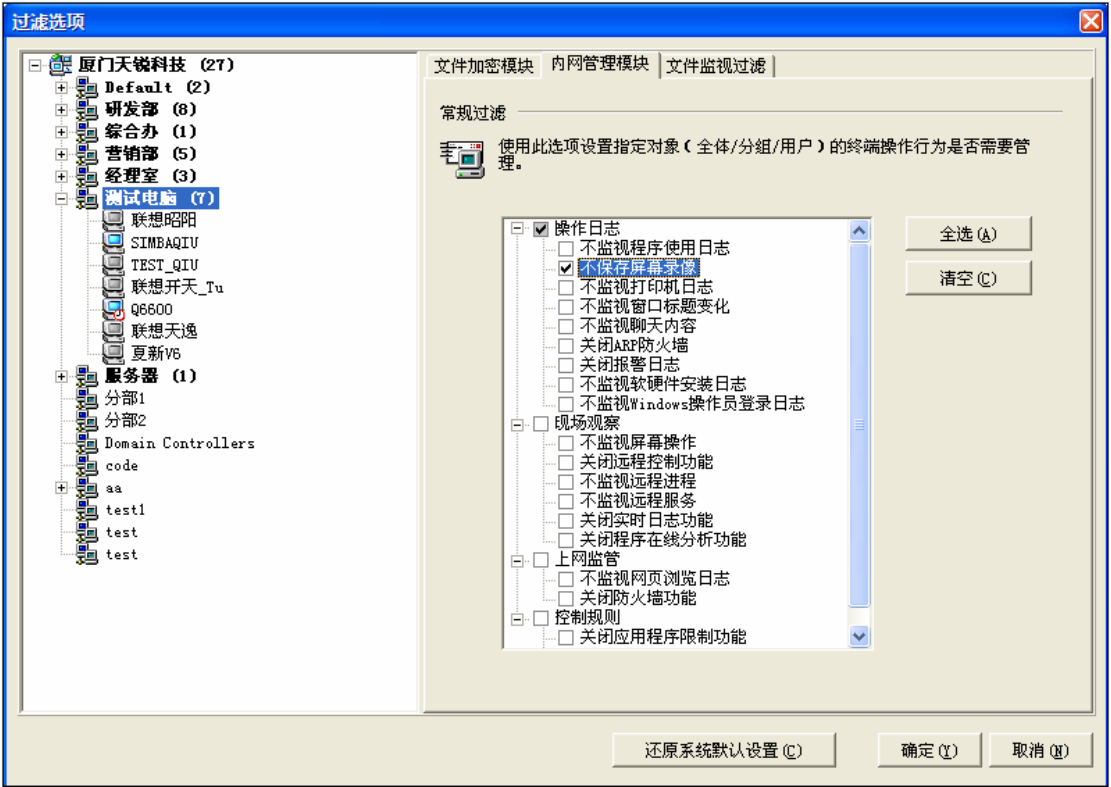 过滤选项
厦门天锐科技 (27)
Default (2)
研发部 (8)
综合办 (1)
营销部 (5)
经理室 (3)
测试电脑 (7)
联想昭阳
SIMBAQIU
TEST_QIU
联想开天_Tu
Q6600
联想天逸
夏新V6
服务器 (1)
分部1
分部2
Domain Controllers
code
aa
test1
test
test
文件加密模块 内网管理模块 文件监视过滤
常规过滤
使用此选项设置指定对象(全体/分组/用户)的终端操作行为是否需要管
理。
操作日志
不监视程序使用日志
不保存屏幕录像
不监视打印机日志
不监视窗口标题变化
不监视聊天内容
关闭ARP防火墙
关闭报警日志
不监视软硬件安装日志
不监视Windows操作员登录日志
现场观察
不监视屏幕操作
关闭远程控制功能
不监视远程进程
不监视远程服务
关闭实时日志功能
关闭程序在线分析功能
上网监管
不监视网页浏览日志
关闭防火墙功能
控制规则
关闭应用程序限制功能
全选(A)
清空(C)
还原系统默认设置(C) 确定(Y) 取消(N)